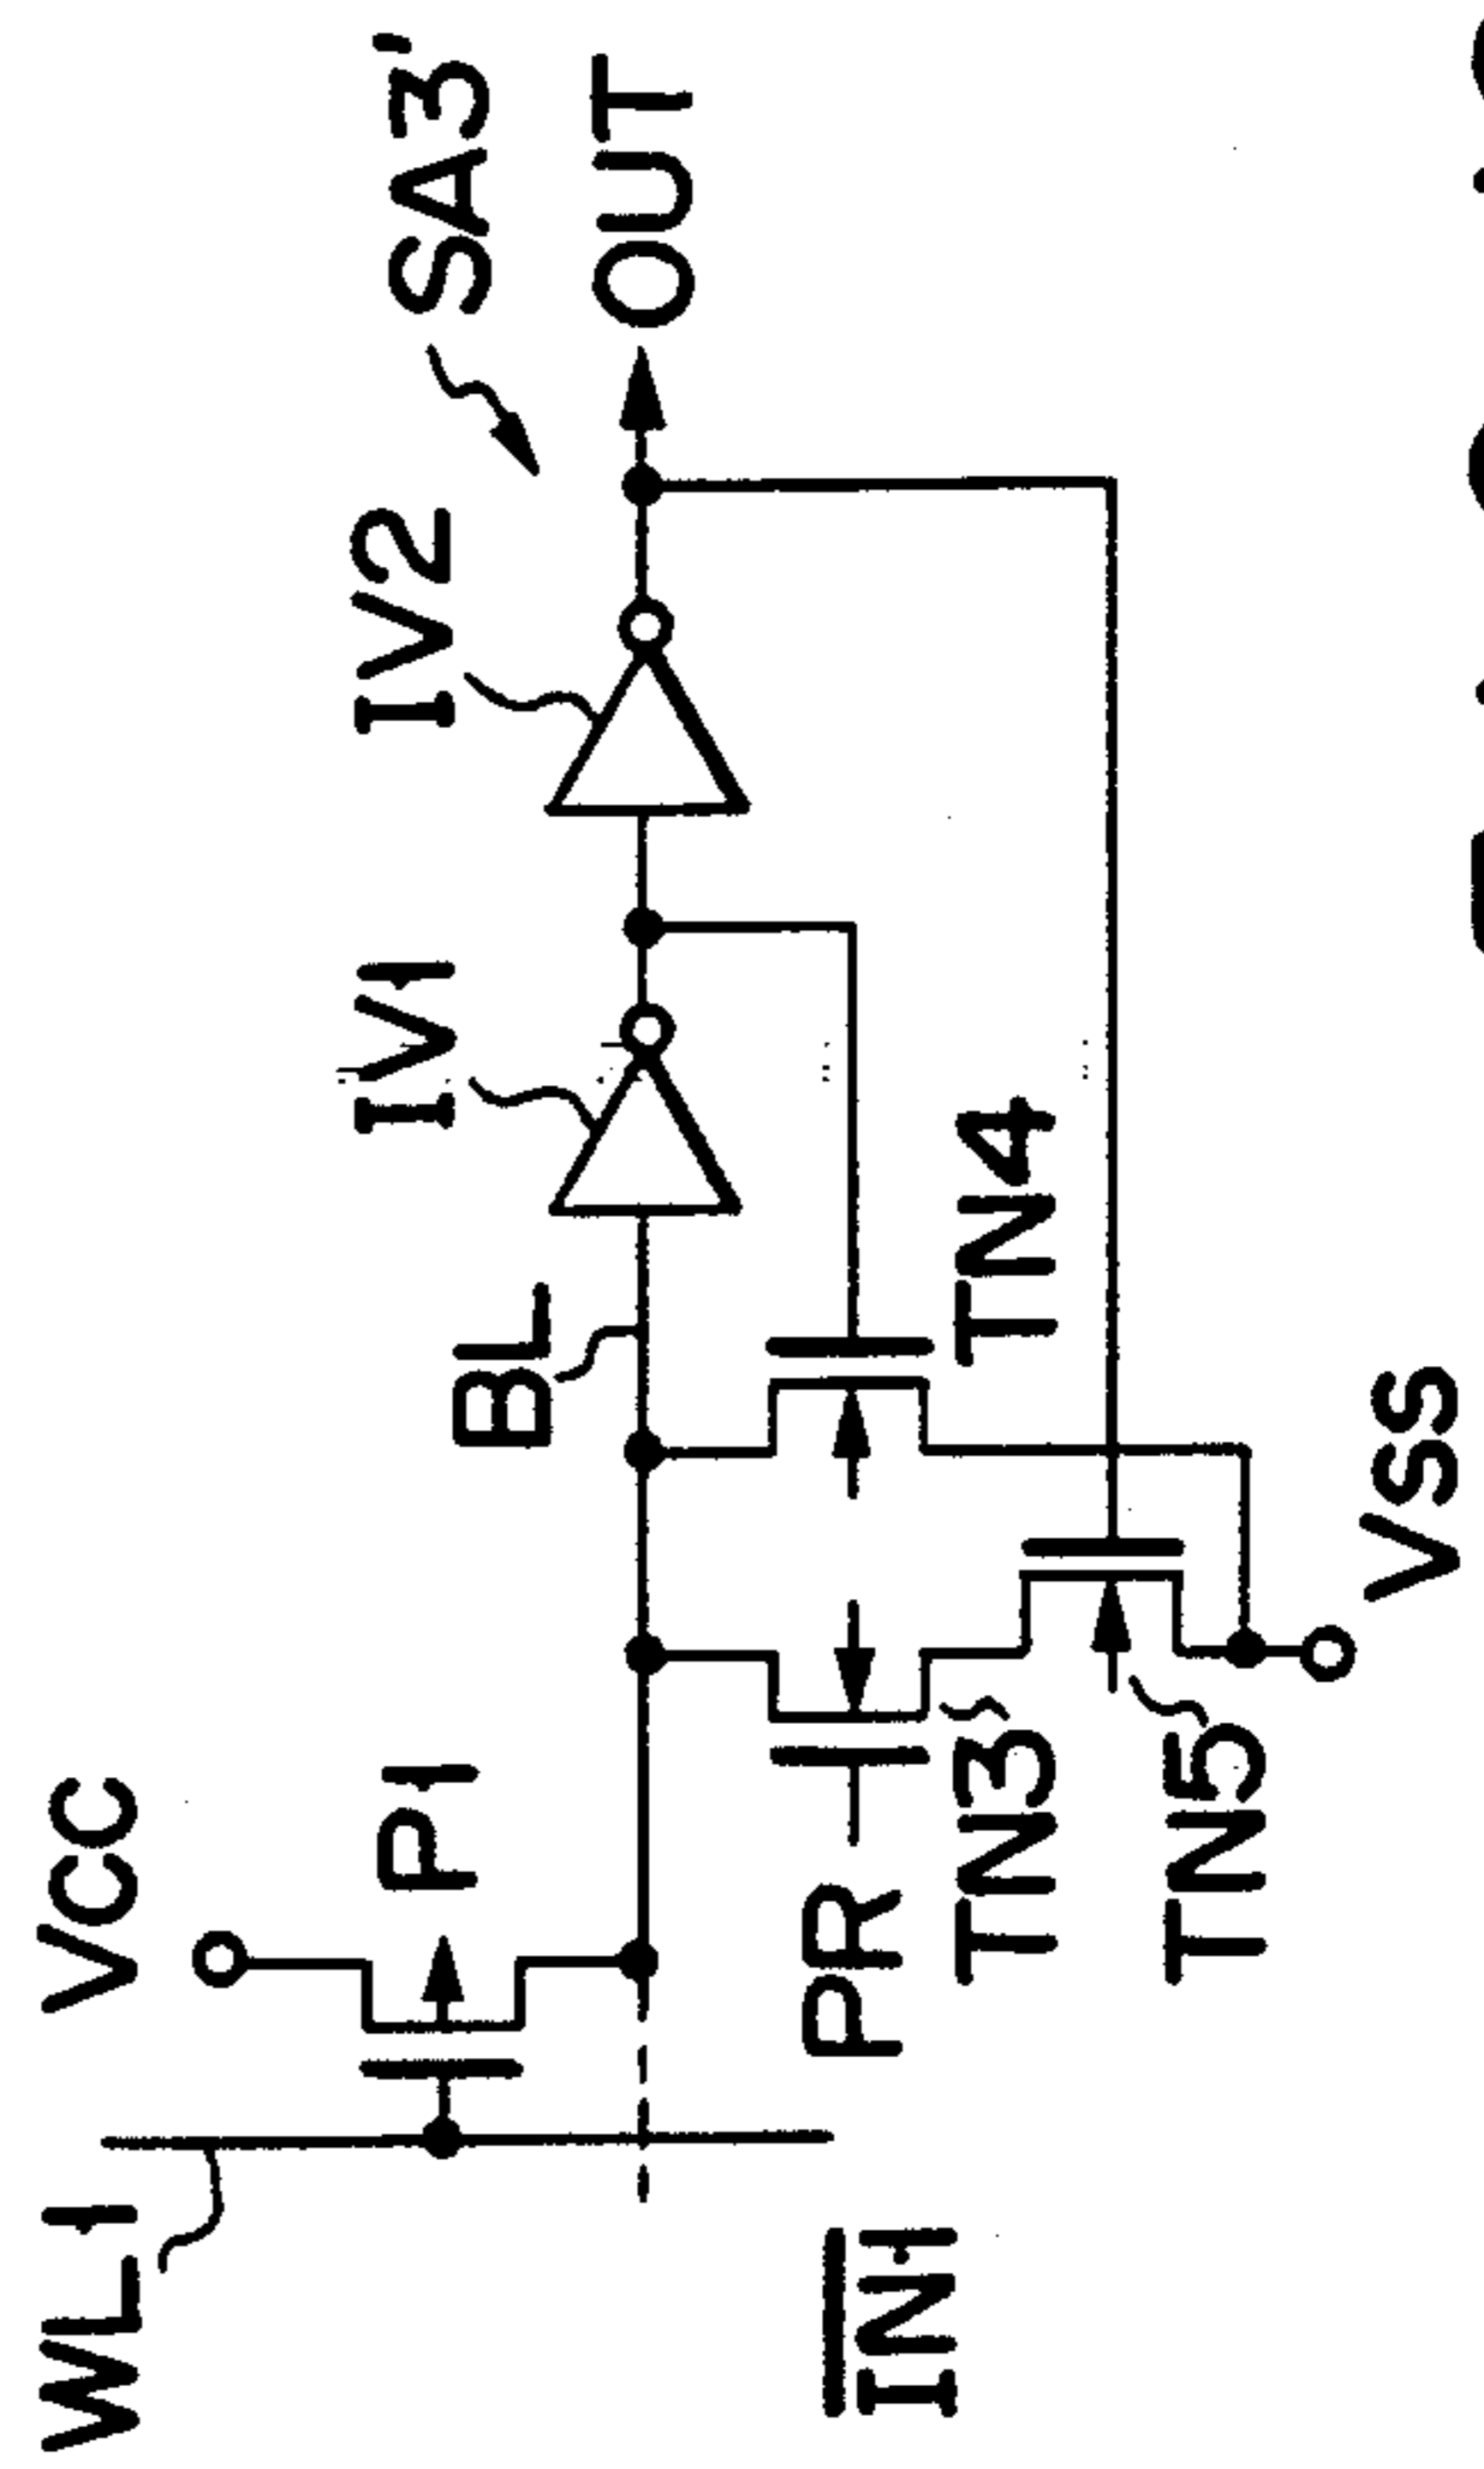 WL1
VCC
P1
BL
IV1
IV2
SA3'
OUT
IN1
PR
TN3'
TN4
TN5
VSS